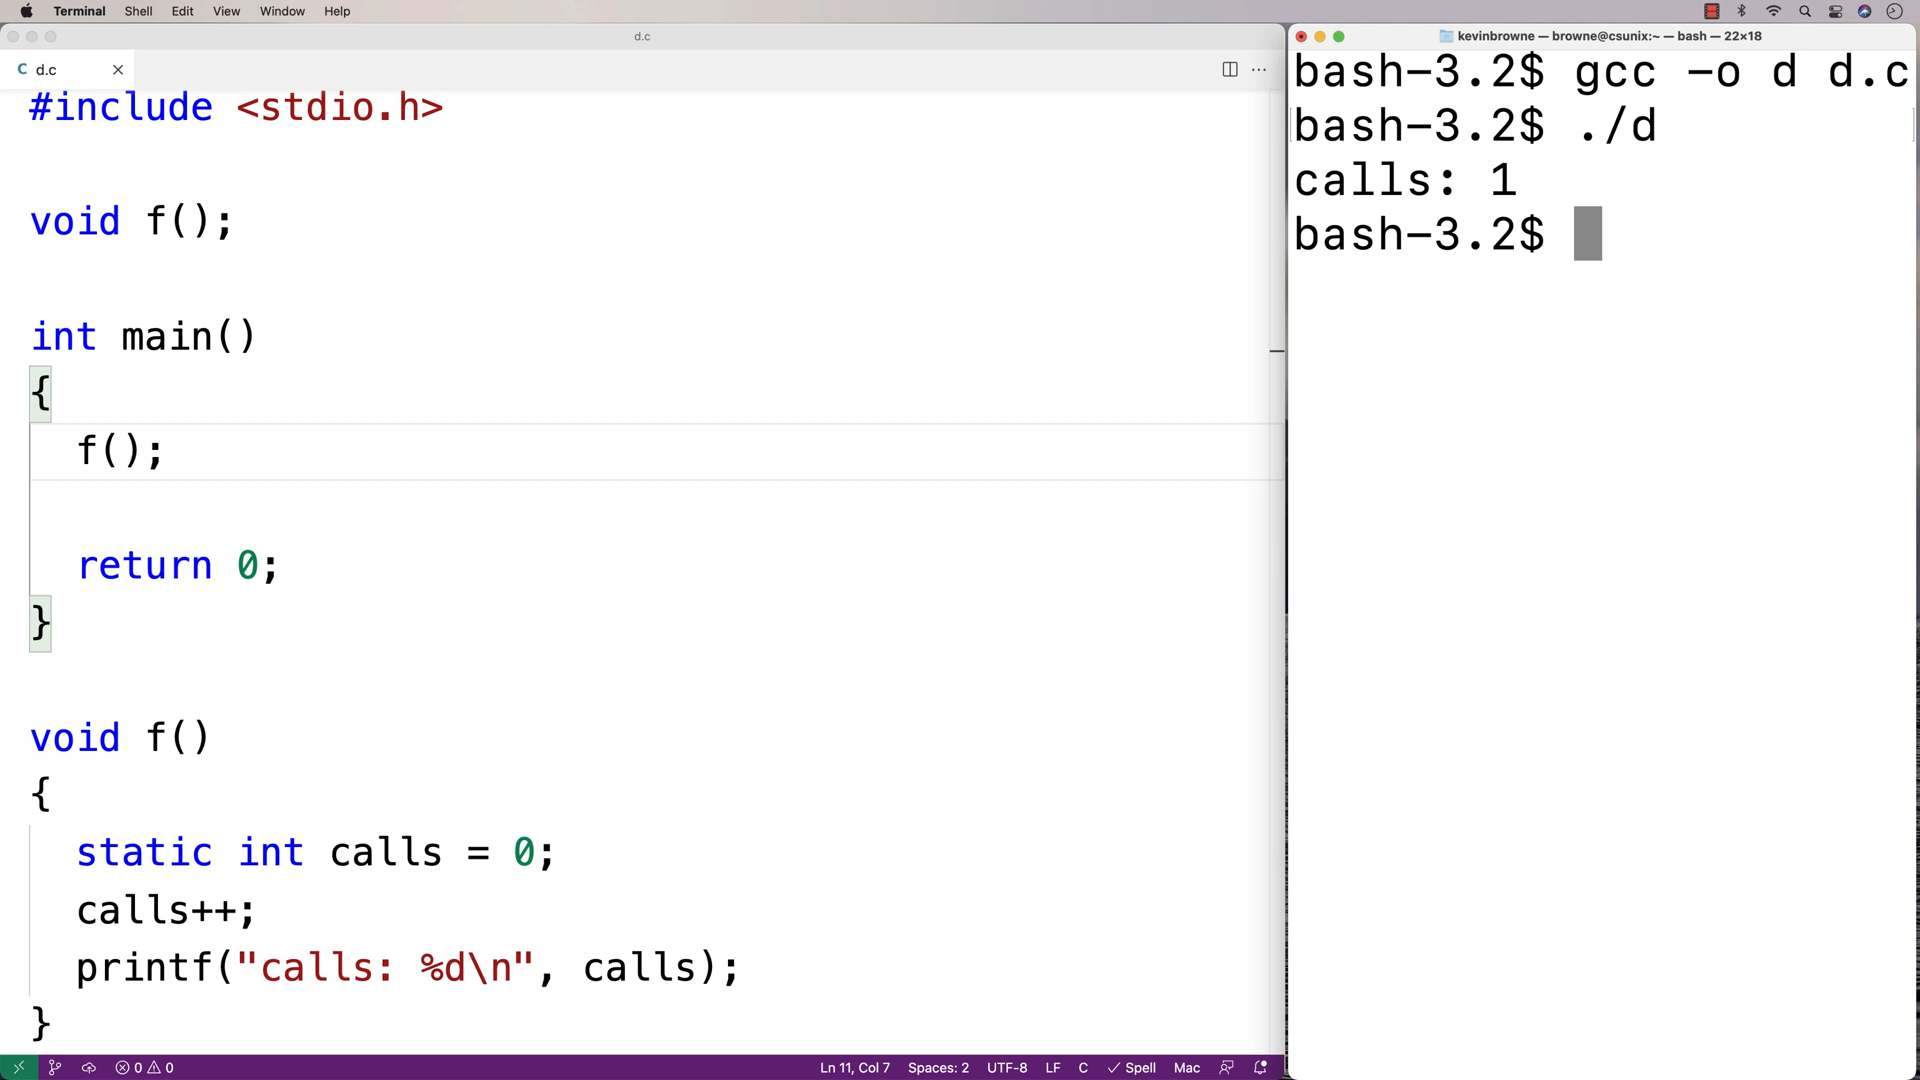 Terminal Shell Edit View Window Help
d.c
C d.c
#include <stdio.h>
void f();
int main()
{
f();
return 0;
}
void f()
{
static int calls = 0;
calls++;
printf("calls: %d\n", calls);
}
0 0
Ln 11, Col 7 Spaces: 2 UTF-8 LF C Spell Mac
kevinbrowne — browne@csunix:~ — bash — 22×18
bash-3.2$ gcc -o d d.c
bash-3.2$ ./d
calls: 1
bash-3.2$